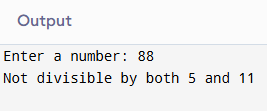 Output
Enter a number: 88
Not divisible by both 5 and 11